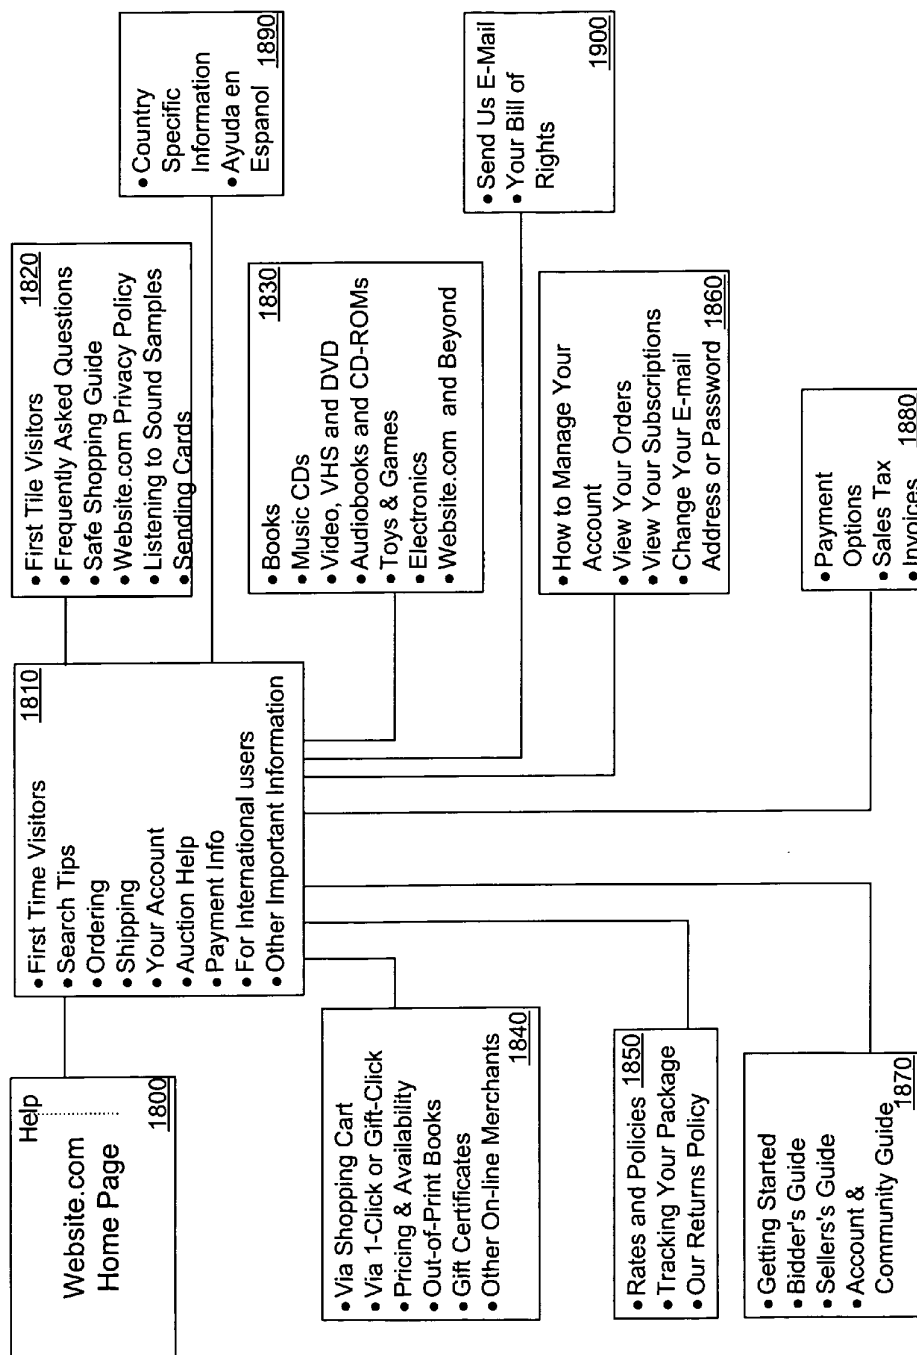 Help
Website.com
Home Page
1800
1810
• First Time Visitors
• Search Tips
• Ordering
• Shipping
• Your Account
• Auction Help
• Payment Info
• For International users
• Other Important Information
1820
• First Tile Visitors
• Frequently Asked Questions
• Safe Shopping Guide
• Website.com Privacy Policy
• Listening to Sound Samples
• Sending Cards
• Country
Specific
Information
• Ayuda en
Espanol
1890
• Via Shopping Cart
• Via 1-Click or Gift-Click
• Pricing & Availability
• Out-of-Print Books
• Gift Certificates
• Other On-line Merchants
1840
1830
• Books
• Music CDs
• Video, VHS and DVD
• Audiobooks and CD-ROMs
• Toys & Games
• Electronics
• Website.com and Beyond
• Send Us E-Mail
• Your Bill of
Rights
1900
• Rates and Policies 1850
• Tracking Your Package
• Our Returns Policy
• How to Manage Your
Account
• View Your Orders
• View Your Subscriptions
• Change Your E-mail
Address or Password 1860
• Getting Started
• Bidder's Guide
• Sellers's Guide
• Account & 1870
Community Guide
• Payment
Options
• Sales Tax
• Invoices 1880